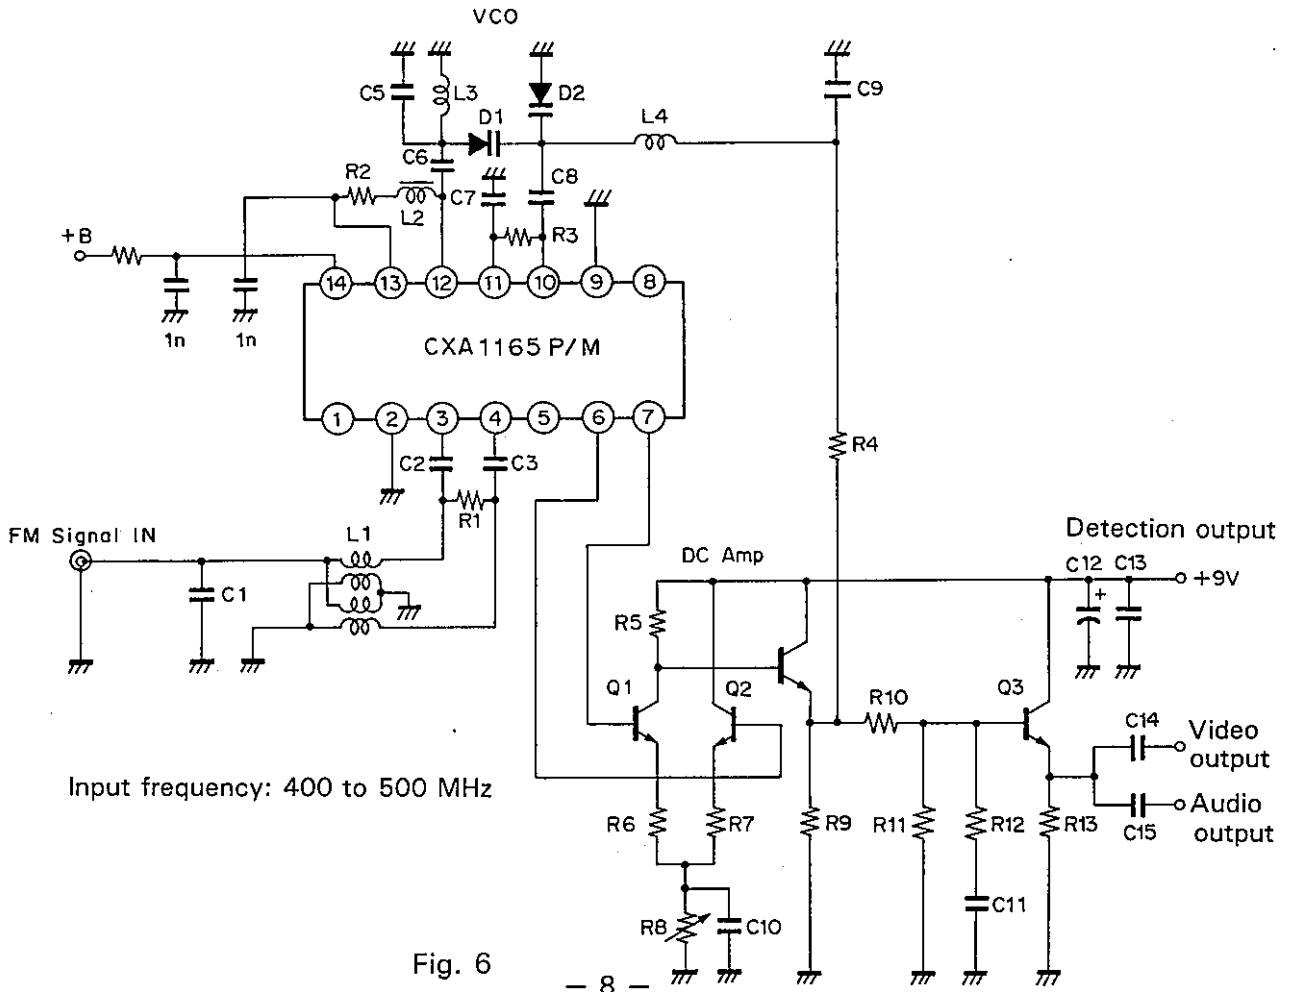 VCO
C5
L3
D2
C9
D1
L4
C6
R2
C7
C8
L2
R3
+B
14
13
12
11
10
9
8
1n
1n
CXA1165P/M
1
2
3
4
5
6
7
C2
C3
R4
R1
FM Signal IN
L1
Detection output
DC Amp
C12
C13
+
+9V
C1
R5
Q1
Q2
R10
Q3
C14
Video
output
Input frequency: 400 to 500 MHz
R6
R7
R9
R11
R12
R13
C15
Audio
output
R8
C10
C11
Fig. 6
— 8 —